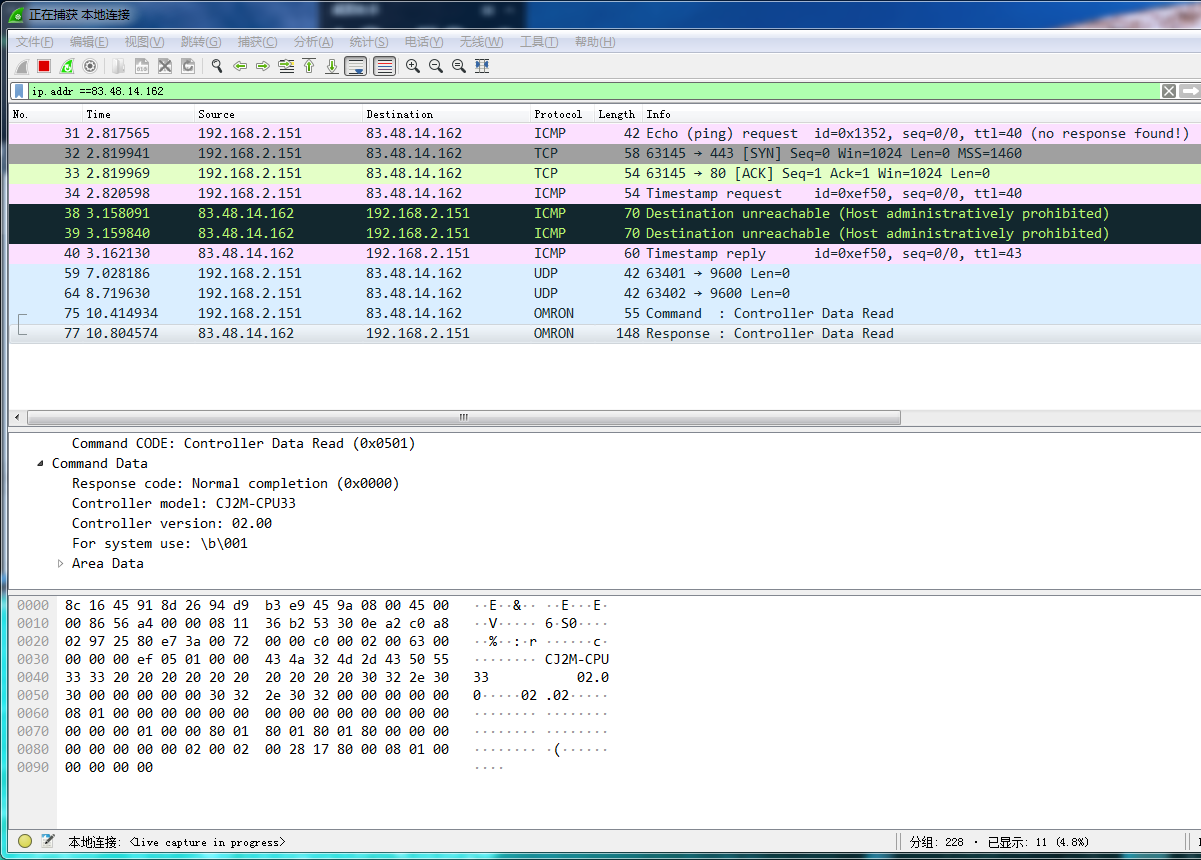 正在捕获 本地连接
文件(F) 编辑(E) 视图(V) 跳转(G) 捕获(C) 分析(A) 统计(S) 电话(Y) 无线(W) 工具(T) 帮助(H)
ip.addr ==83.48.14.162
No. Time Source Destination Protocol Length Info
31 2.817565 192.168.2.151 83.48.14.162 ICMP 42 Echo (ping) request id=0x1352, seq=0/0, ttl=40 (no response found!)
32 2.819941 192.168.2.151 83.48.14.162 TCP 58 63145 → 443 [SYN] Seq=0 Win=1024 Len=0 MSS=1460
33 2.819969 192.168.2.151 83.48.14.162 TCP 54 63145 → 80 [ACK] Seq=1 Ack=1 Win=1024 Len=0
34 2.820598 192.168.2.151 83.48.14.162 ICMP 54 Timestamp request id=0xef50, seq=0/0, ttl=40
38 3.158091 83.48.14.162 192.168.2.151 ICMP 70 Destination unreachable (Host administratively prohibited)
39 3.159840 83.48.14.162 192.168.2.151 ICMP 70 Destination unreachable (Host administratively prohibited)
40 3.162130 83.48.14.162 192.168.2.151 ICMP 60 Timestamp reply id=0xef50, seq=0/0, ttl=43
59 7.028186 192.168.2.151 83.48.14.162 UDP 42 63401 → 9600 Len=0
64 8.719630 192.168.2.151 83.48.14.162 UDP 42 63402 → 9600 Len=0
75 10.414934 192.168.2.151 83.48.14.162 OMRON 55 Command : Controller Data Read
77 10.804574 83.48.14.162 192.168.2.151 OMRON 148 Response : Controller Data Read
Command CODE: Controller Data Read (0x0501)
Command Data
Response code: Normal completion (0x0000)
Controller model: CJ2M-CPU33
Controller version: 02.00
For system use: \b\001
Area Data
0000 8c 16 45 91 8d 26 94 d9 b3 e9 45 9a 08 00 45 00 ··E··&·· ··E···E·
0010 00 86 56 a4 00 00 08 11 36 b2 53 30 0e a2 c0 a8 ··V····· 6·S0····
0020 02 97 25 80 e7 3a 00 72 00 00 c0 00 02 00 63 00 ··%··:·r ······c·
0030 00 00 00 ef 05 01 00 00 43 4a 32 4d 2d 43 50 55 ········ CJ2M-CPU
0040 33 33 20 20 20 20 20 20 20 20 20 20 30 32 2e 30 33 02.0
0050 30 00 00 00 00 00 30 32 2e 30 32 00 00 00 00 00 0·····02 .02·····
0060 08 01 00 00 00 00 00 00 00 00 00 00 00 00 00 00 ········ ········
0070 00 00 00 01 00 00 80 01 80 01 80 01 80 00 00 00 ········ ········
0080 00 00 00 00 00 02 00 02 00 28 17 80 00 08 01 00 ········ ·(······
0090 00 00 00 00 ····
本地连接: <live capture in progress>
分组: 228 · 已显示: 11 (4.8%)